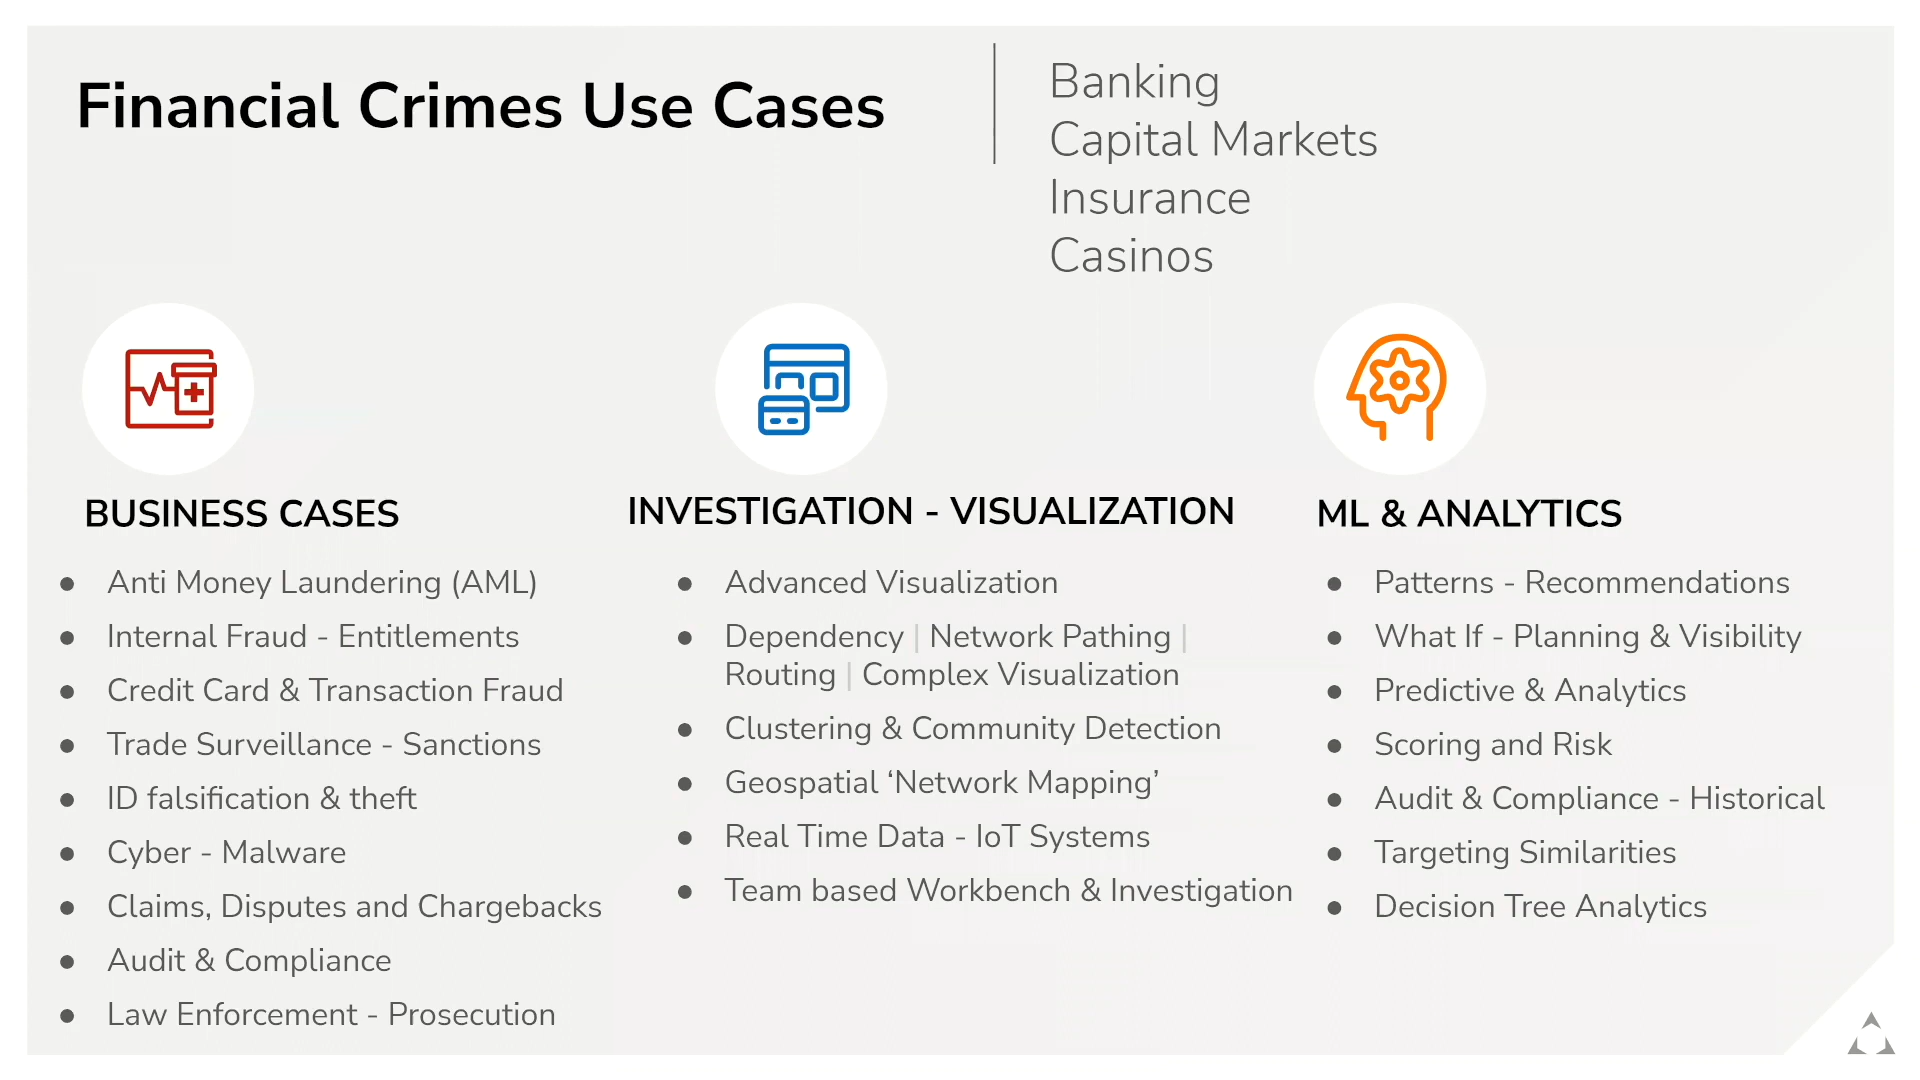 Financial Crimes Use Cases
Banking
Capital Markets
Insurance
Casinos
BUSINESS CASES
● Anti Money Laundering (AML)
● Internal Fraud - Entitlements
● Credit Card & Transaction Fraud
● Trade Surveillance - Sanctions
● ID falsification & theft
● Cyber - Malware
● Claims, Disputes and Chargebacks
● Audit & Compliance
● Law Enforcement - Prosecution
INVESTIGATION - VISUALIZATION
● Advanced Visualization
● Dependency | Network Pathing |
Routing | Complex Visualization
● Clustering & Community Detection
● Geospatial ‘Network Mapping’
● Real Time Data - IoT Systems
● Team based Workbench & Investigation
ML & ANALYTICS
● Patterns - Recommendations
● What If - Planning & Visibility
● Predictive & Analytics
● Scoring and Risk
● Audit & Compliance - Historical
● Targeting Similarities
● Decision Tree Analytics